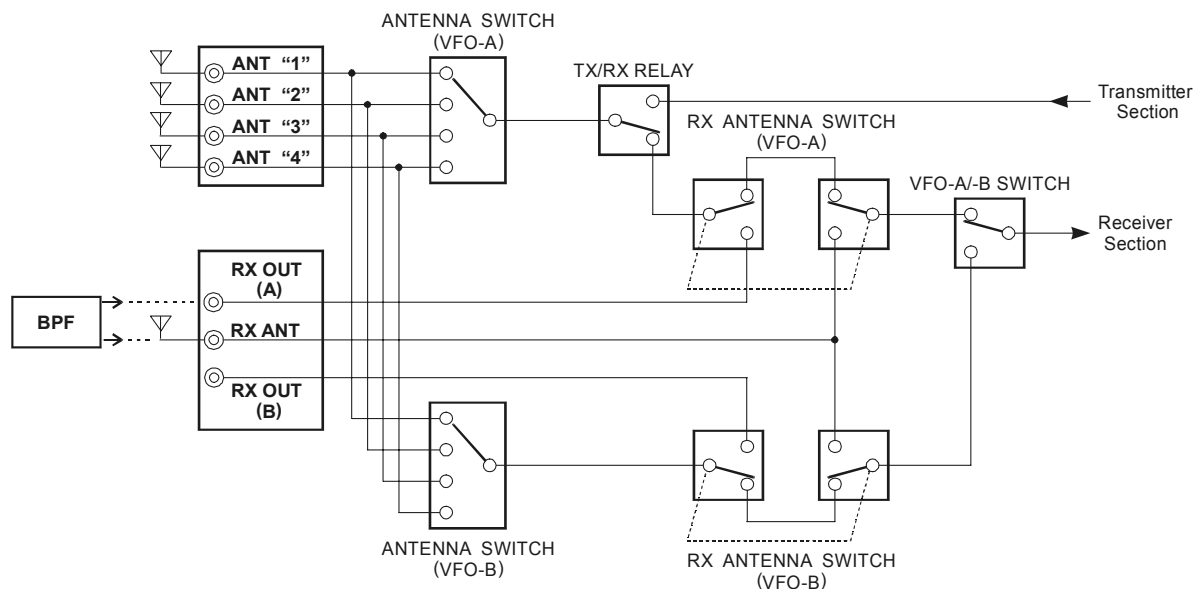 ANTENNA SWITCH
(VFO-A)
ANT “1”
ANT “2”
ANT “3”
ANT “4”
TX/RX RELAY
Transmitter
Section
RX ANTENNA SWITCH
(VFO-A)
VFO-A/-B SWITCH
Receiver
Section
RX OUT
(A)
BPF
RX ANT
RX OUT
(B)
ANTENNA SWITCH
(VFO-B)
RX ANTENNA SWITCH
(VFO-B)